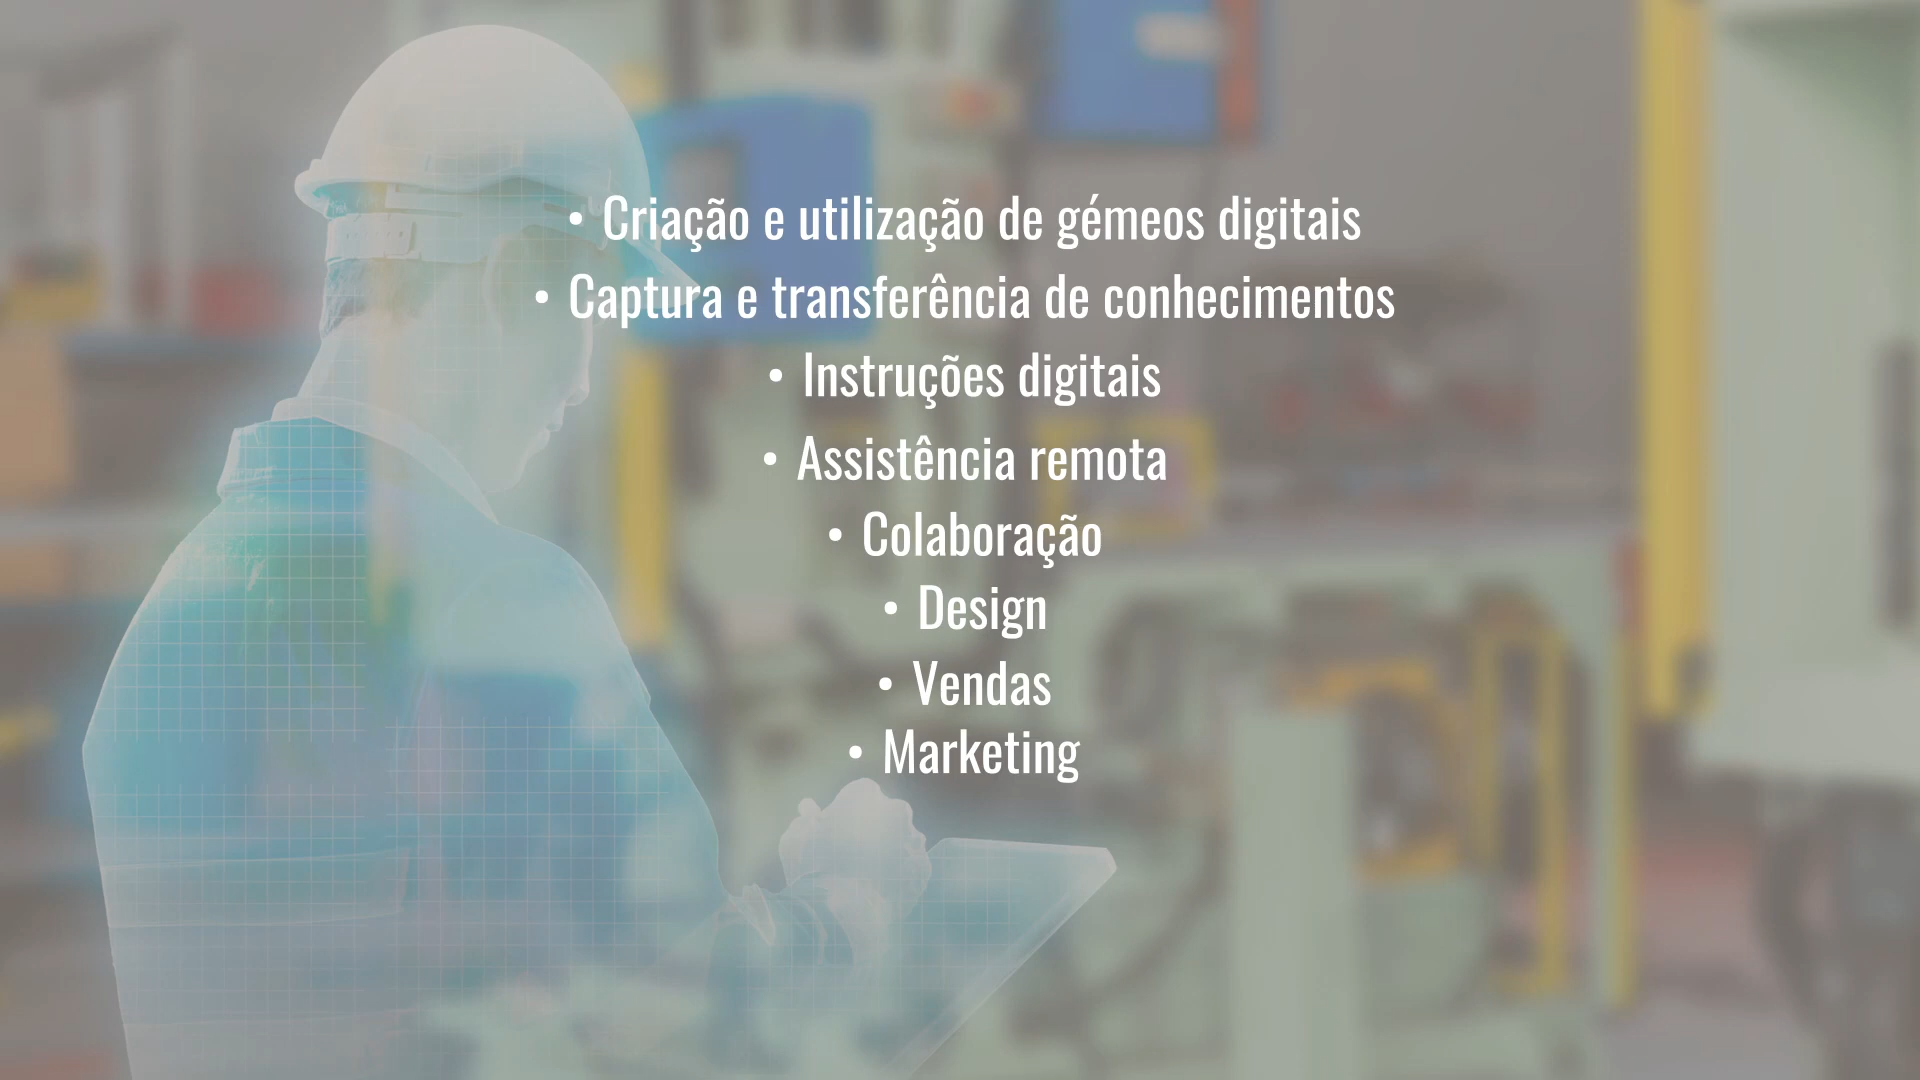 • Criação e utilização de gémeos digitais
• Captura e transferência de conhecimentos
• Instruções digitais
• Assistência remota
• Colaboração
• Design
• Vendas
• Marketing